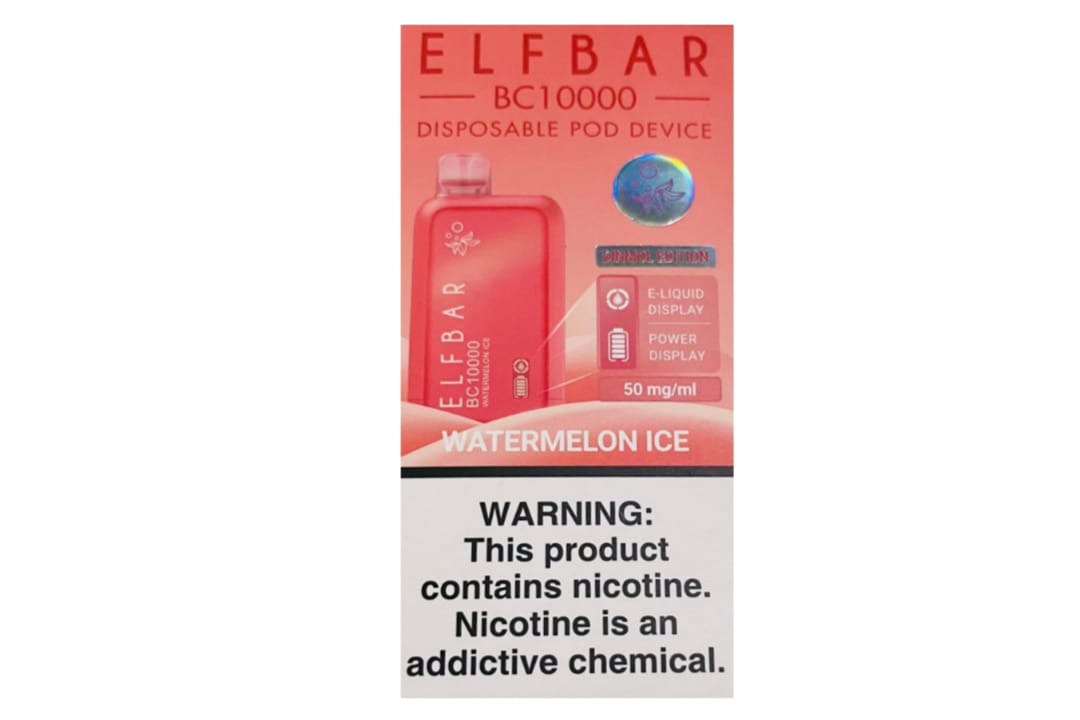 ELFBAR
BC10000
DISPOSABLE POD DEVICE
ELFBAR
BC10000
WATERMELON ICE
EDITION
E-LIQUID
DISPLAY
POWER
DISPLAY
50 mg/ml
WATERMELON ICE
WARNING:
This product
contains nicotine.
Nicotine is an
addictive chemical.